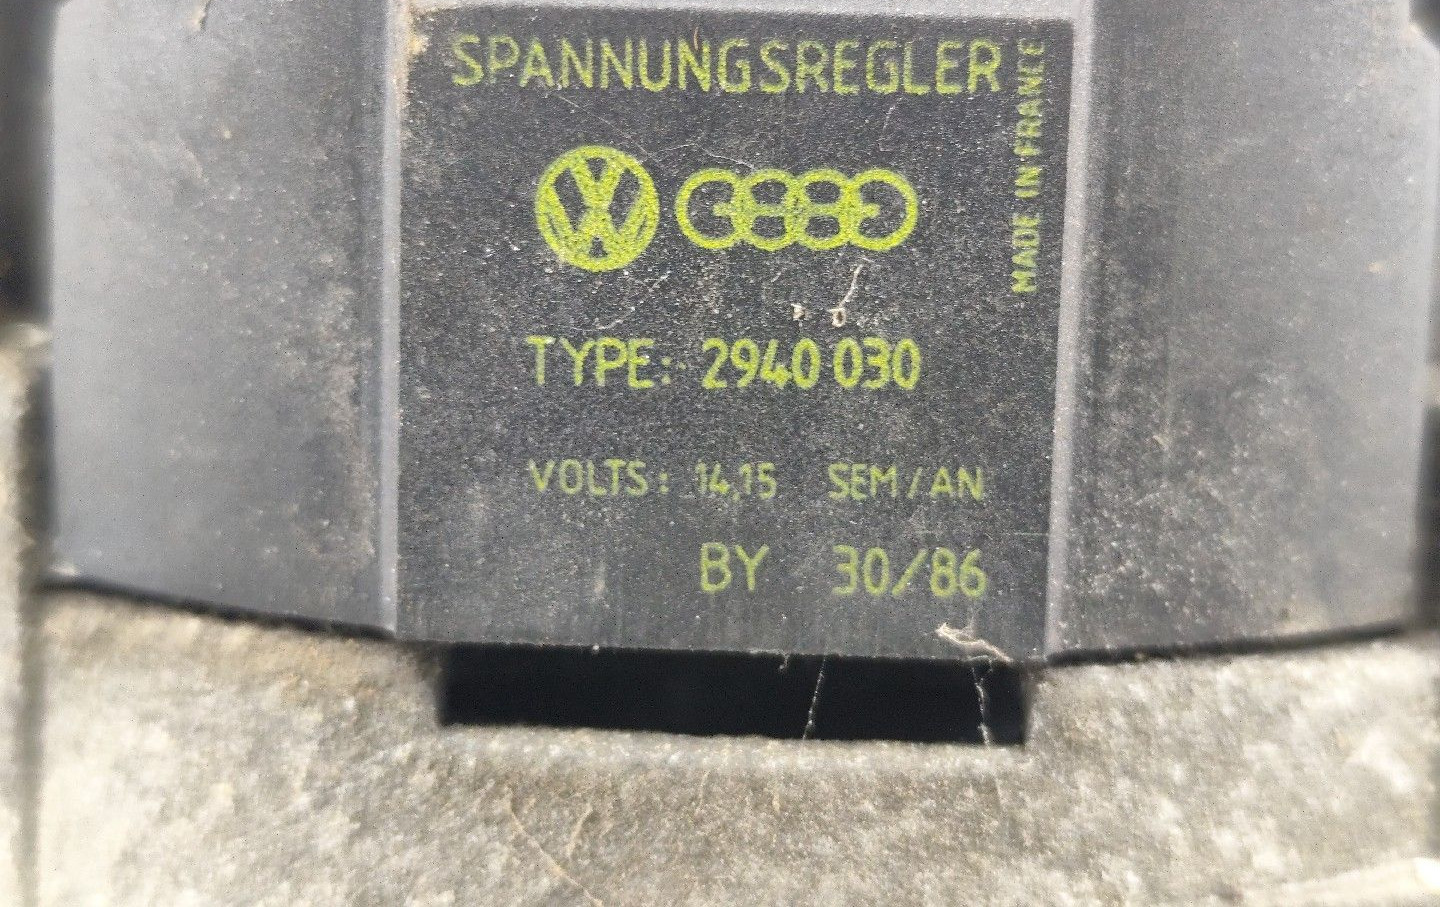 SPANNUNGSREGLER
MADE IN FRANCE
TYPE: 2940 030
VOLTS: 14,15 SEM/AN
BY 30/86